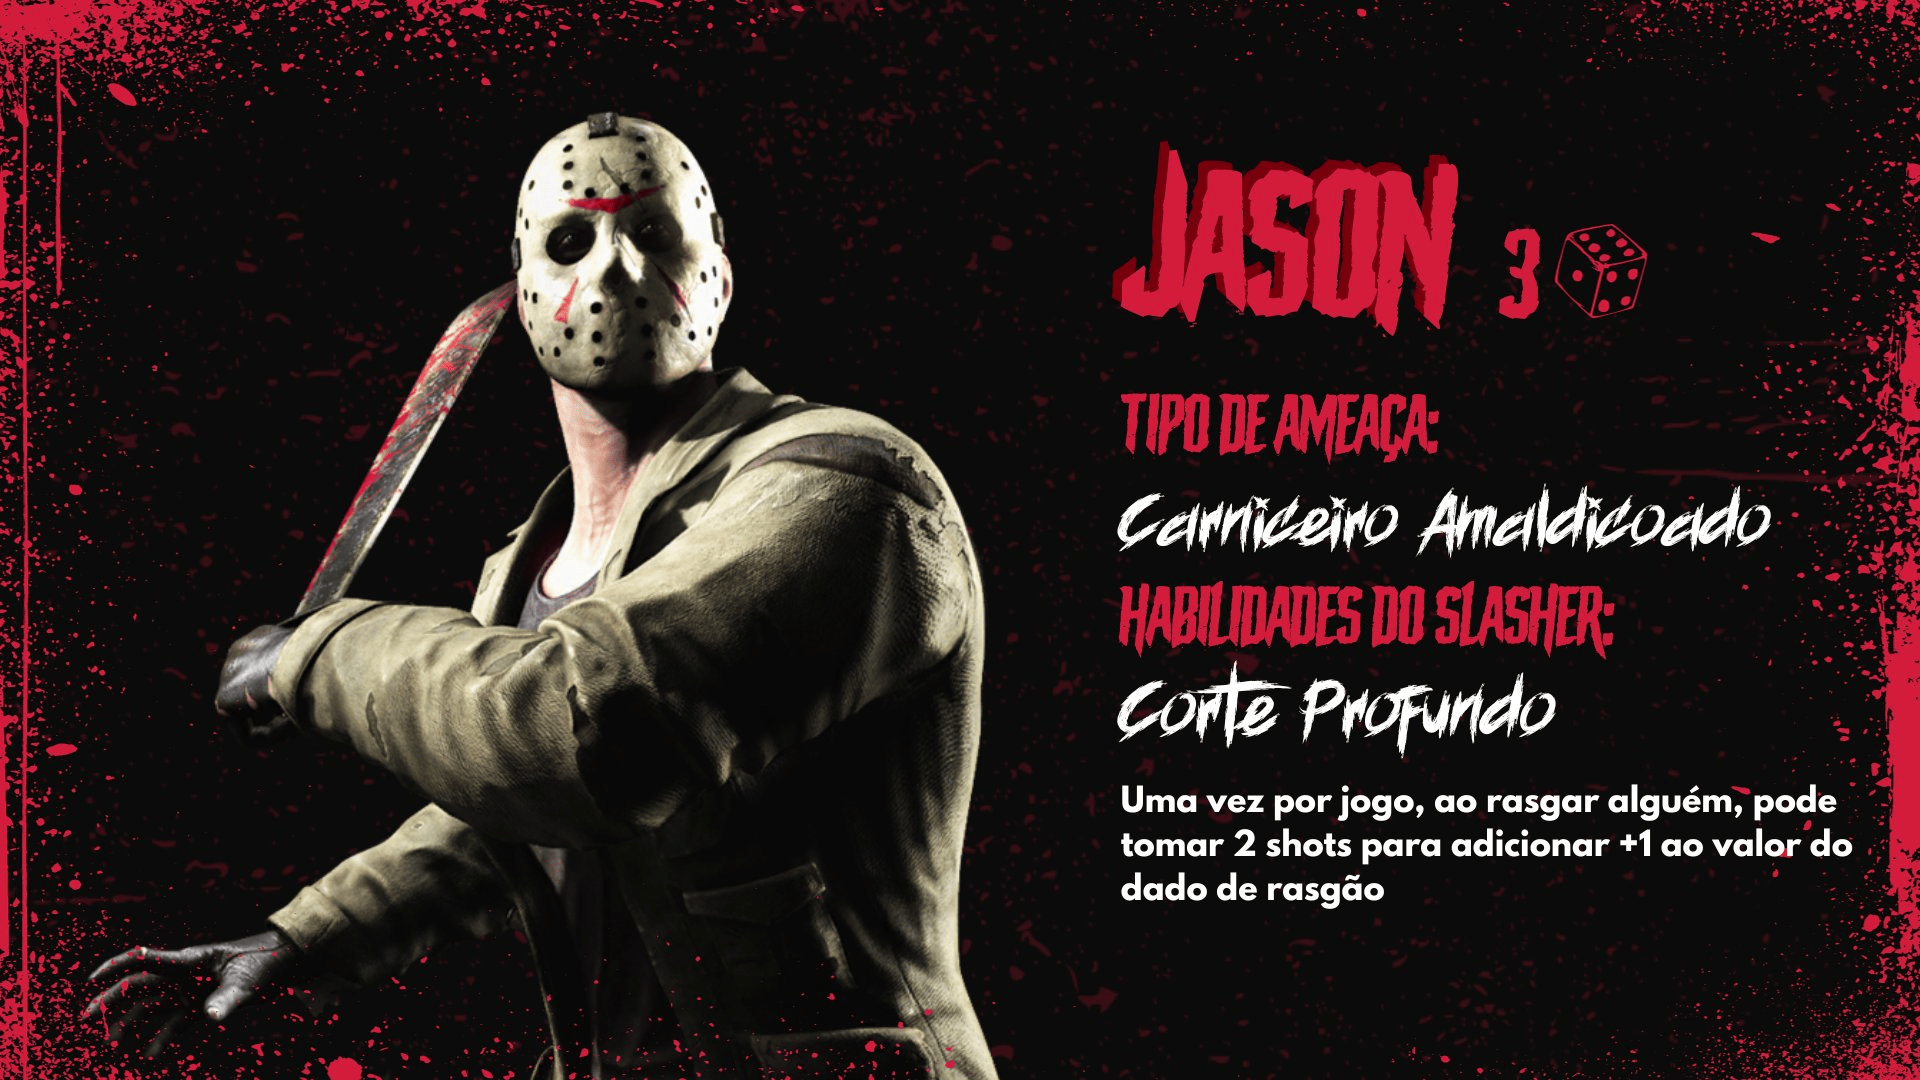 JASON 3
TIPO DE AMEAÇA:
Carniceiro Amaldicoado
HABILIDADES DO SLASHER:
Corte Profundo
Uma vez por jogo, ao rasgar alguém, pode
tomar 2 shots para adicionar +1 ao valor do
dado de rasgão